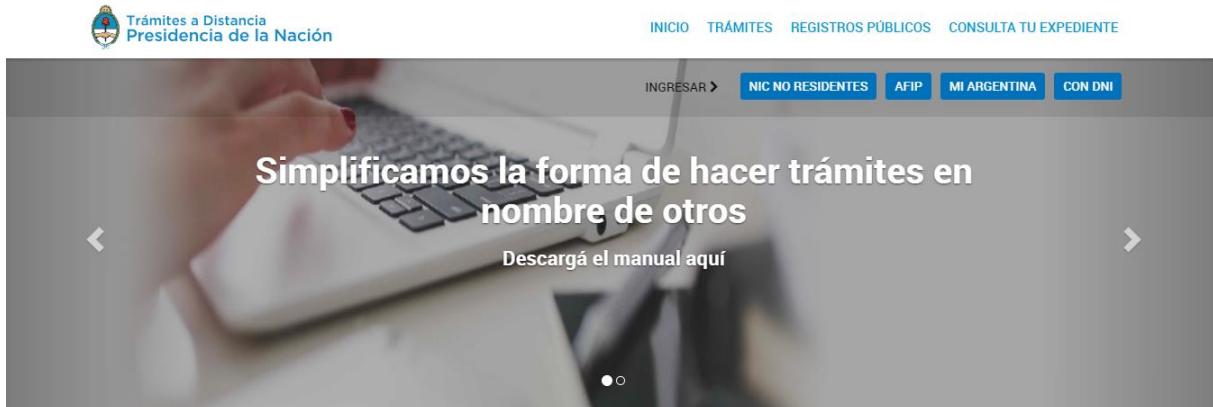 Trámites a Distancia
Presidencia de la Nación
INICIO TRÁMITES REGISTROS PÚBLICOS CONSULTA TU EXPEDIENTE
INGRESAR NIC NO RESIDENTES AFIP MI ARGENTINA CON DNI
Simplificamos la forma de hacer trámites en
nombre de otros
Descargá el manual aquí